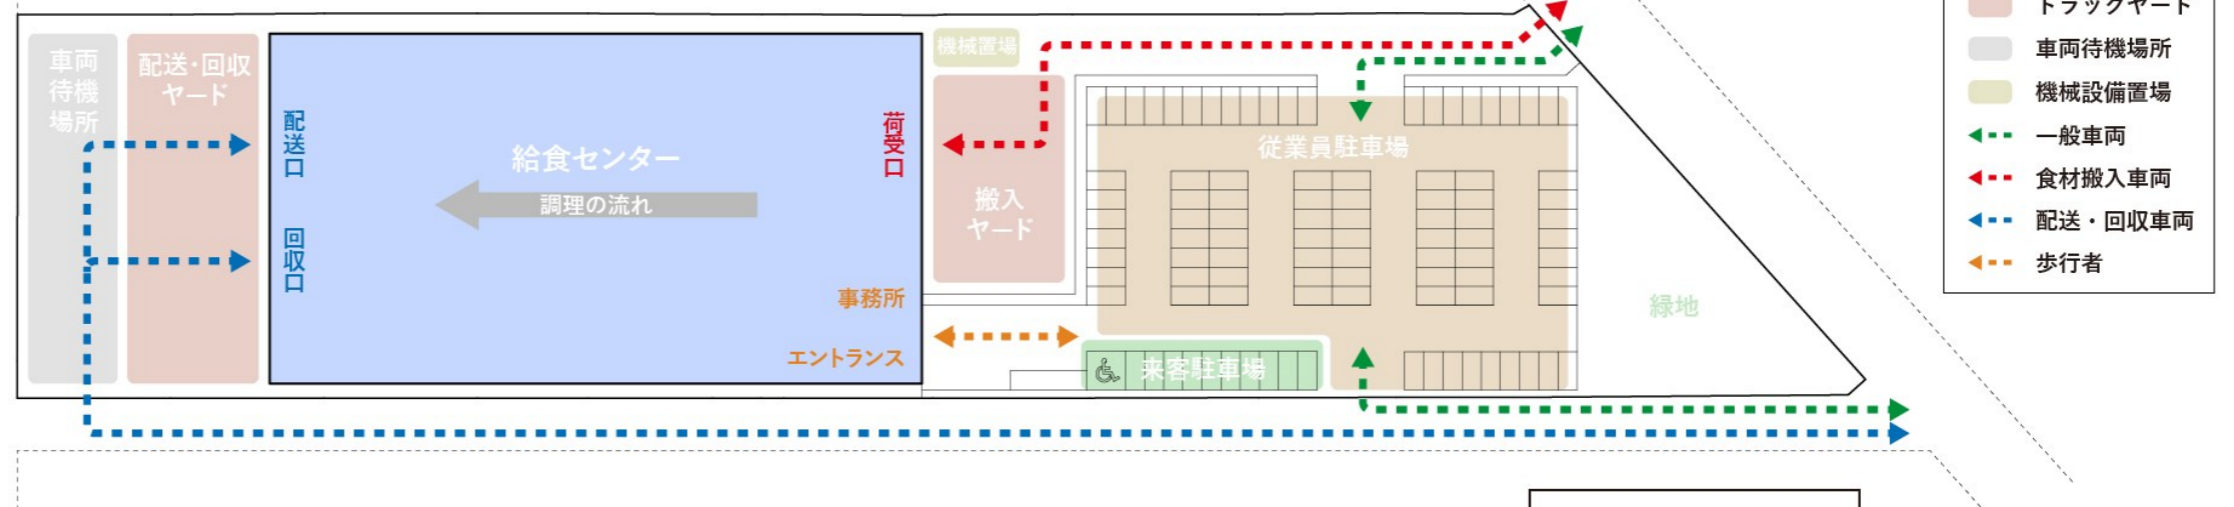 車両
待機
場所
配送・回収
ヤード
配送口
回収口
給食センター
調理の流れ
荷受口
事務所
エントランス
機械置場
搬入
ヤード
従業員駐車場
来客駐車場
緑地
トラックヤード
車両待機場所
機械設備置場
一般車両
食材搬入車両
配送・回収車両
歩行者